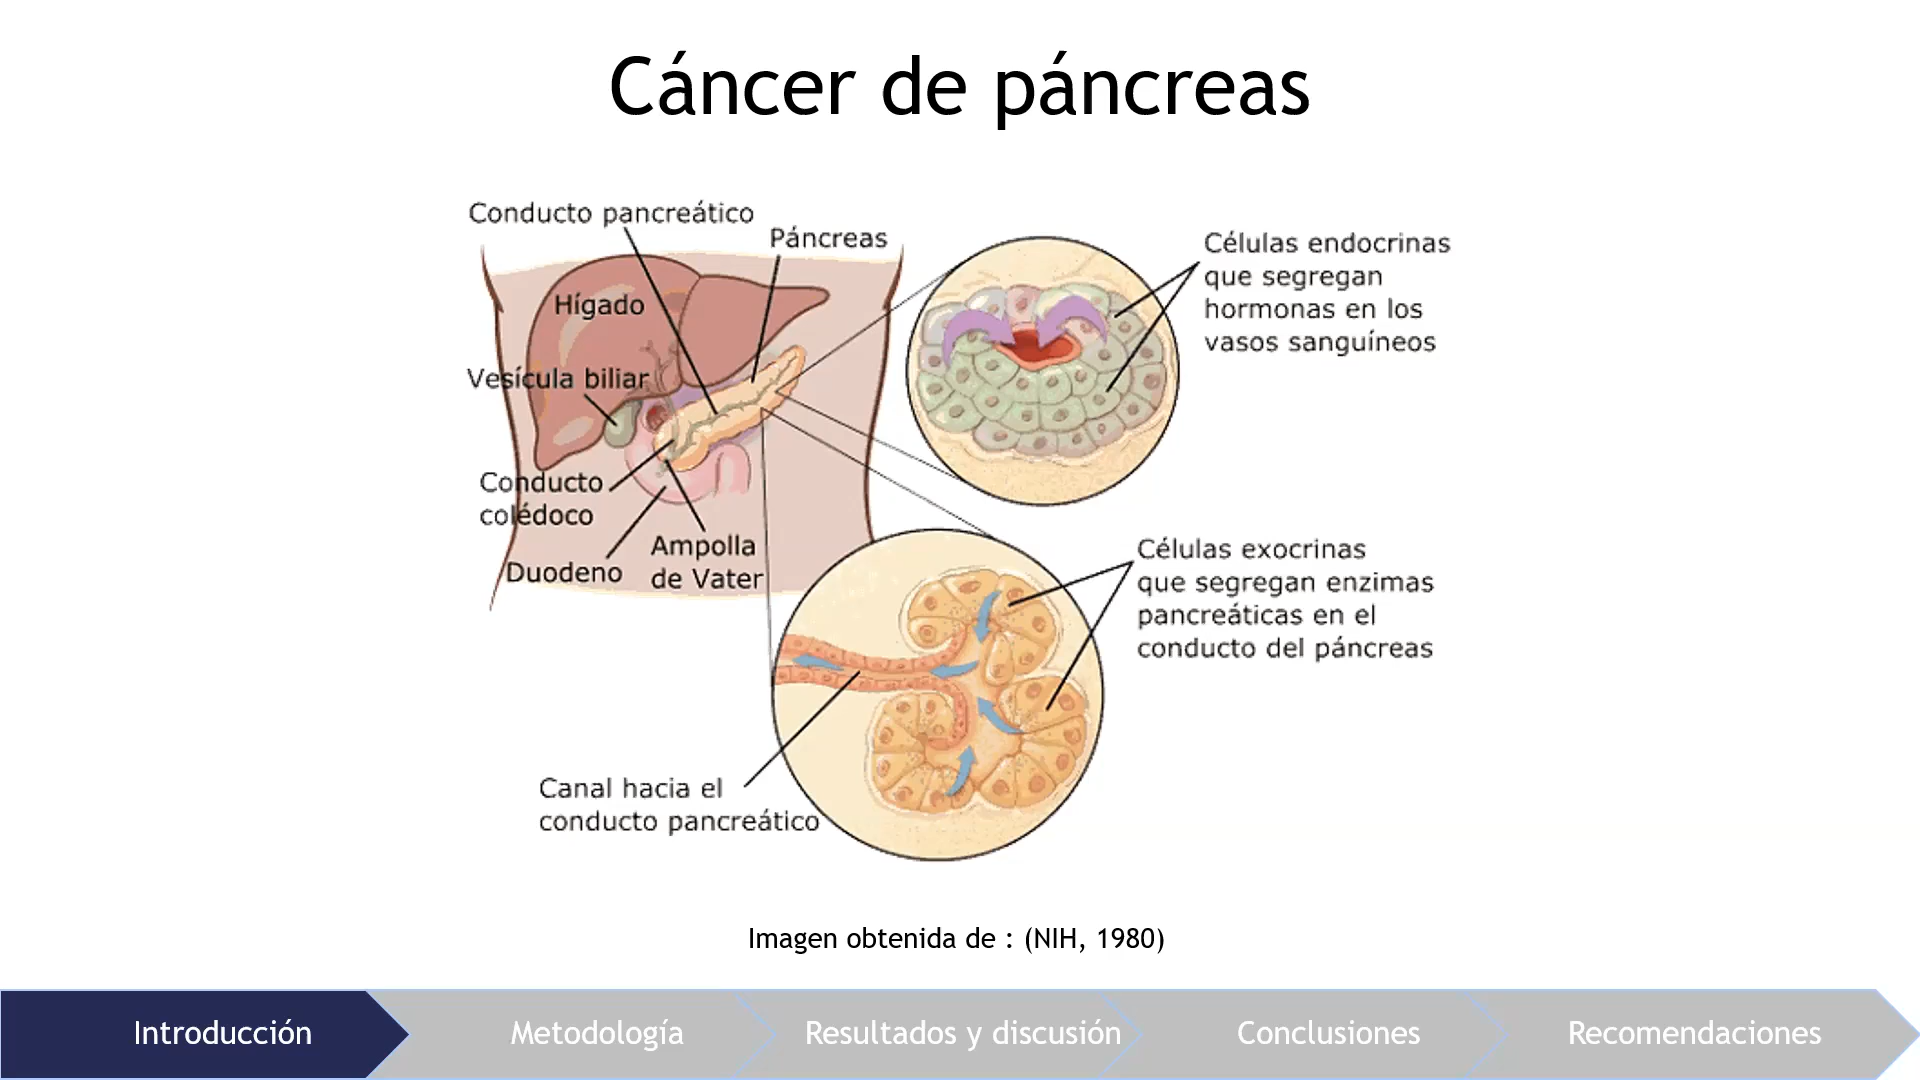 Cáncer de páncreas
Conducto pancreático
Páncreas
Hígado
Vesícula biliar
Conducto
colédoco
Duodeno
Ampolla
de Vater
Células endocrinas
que segregan
hormonas en los
vasos sanguíneos
Células exocrinas
que segregan enzimas
pancreáticas en el
conducto del páncreas
Canal hacia el
conducto pancreático
Imagen obtenida de : (NIH, 1980)
Introducción
Metodología
Resultados y discusión
Conclusiones
Recomendaciones